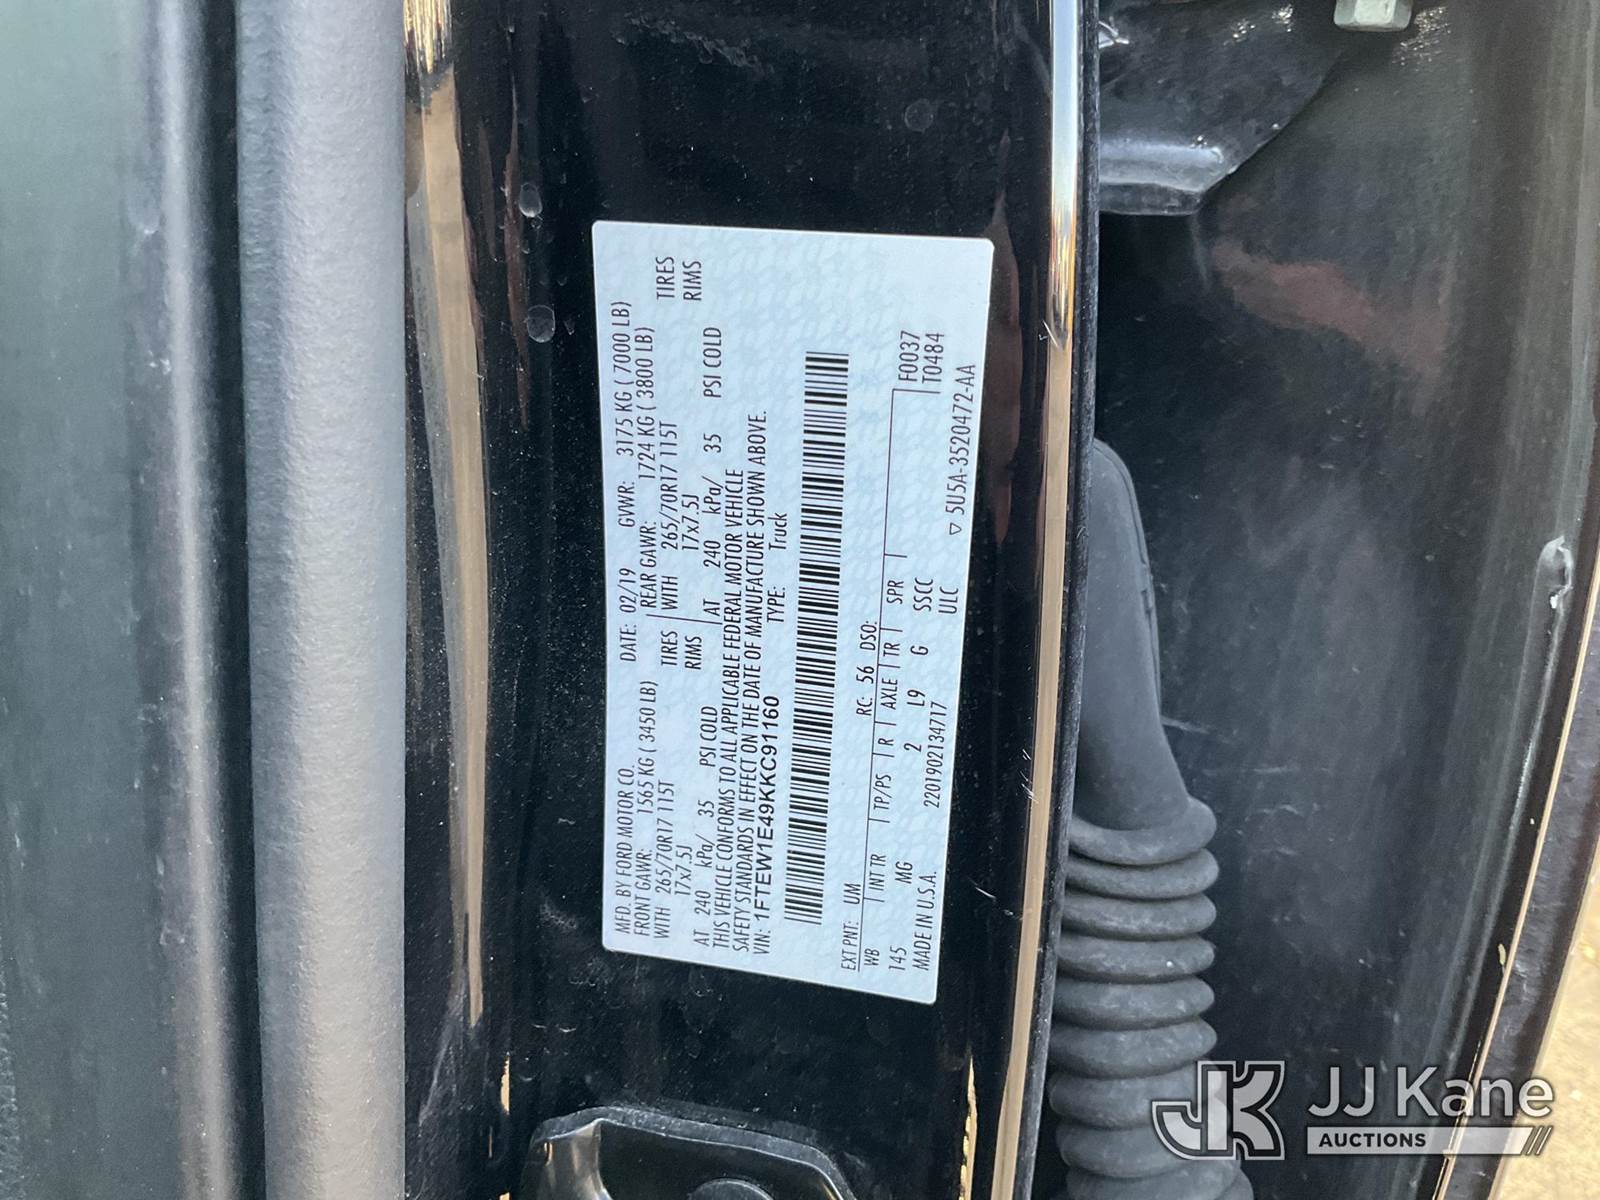 MFD. BY FORD MOTOR CO. DATE: 02/19 GVWR: 3175 KG ( 7000 LB)
FRONT GAWR: 1565 KG ( 3450 LB) REAR GAWR: 1724 KG ( 3800 LB)
WITH 265/70R17 115T TIRES WITH 265/70R17 115T TIRES
17x7.5J RIMS 17x7.5J RIMS
AT 240 kPa/ 35 PSI COLD AT 240 kPa/ 35 PSI COLD
THIS VEHICLE CONFORMS TO ALL APPLICABLE FEDERAL MOTOR VEHICLE
SAFETY STANDARDS IN EFFECT ON THE DATE OF MANUFACTURE SHOWN ABOVE.
VIN: 1FTEW1E49KKC91160 TYPE: Truck
EXT PNT: UM RC: 56 DSO: F0037
WB INT TR TP/PS R AXLE TR SPR T0484
145 MG 2 L9 G SSCC
MADE IN U.S.A. 2201902134717 ULC
▽ 5U5A-3520472-AA
JK JJ Kane
AUCTIONS